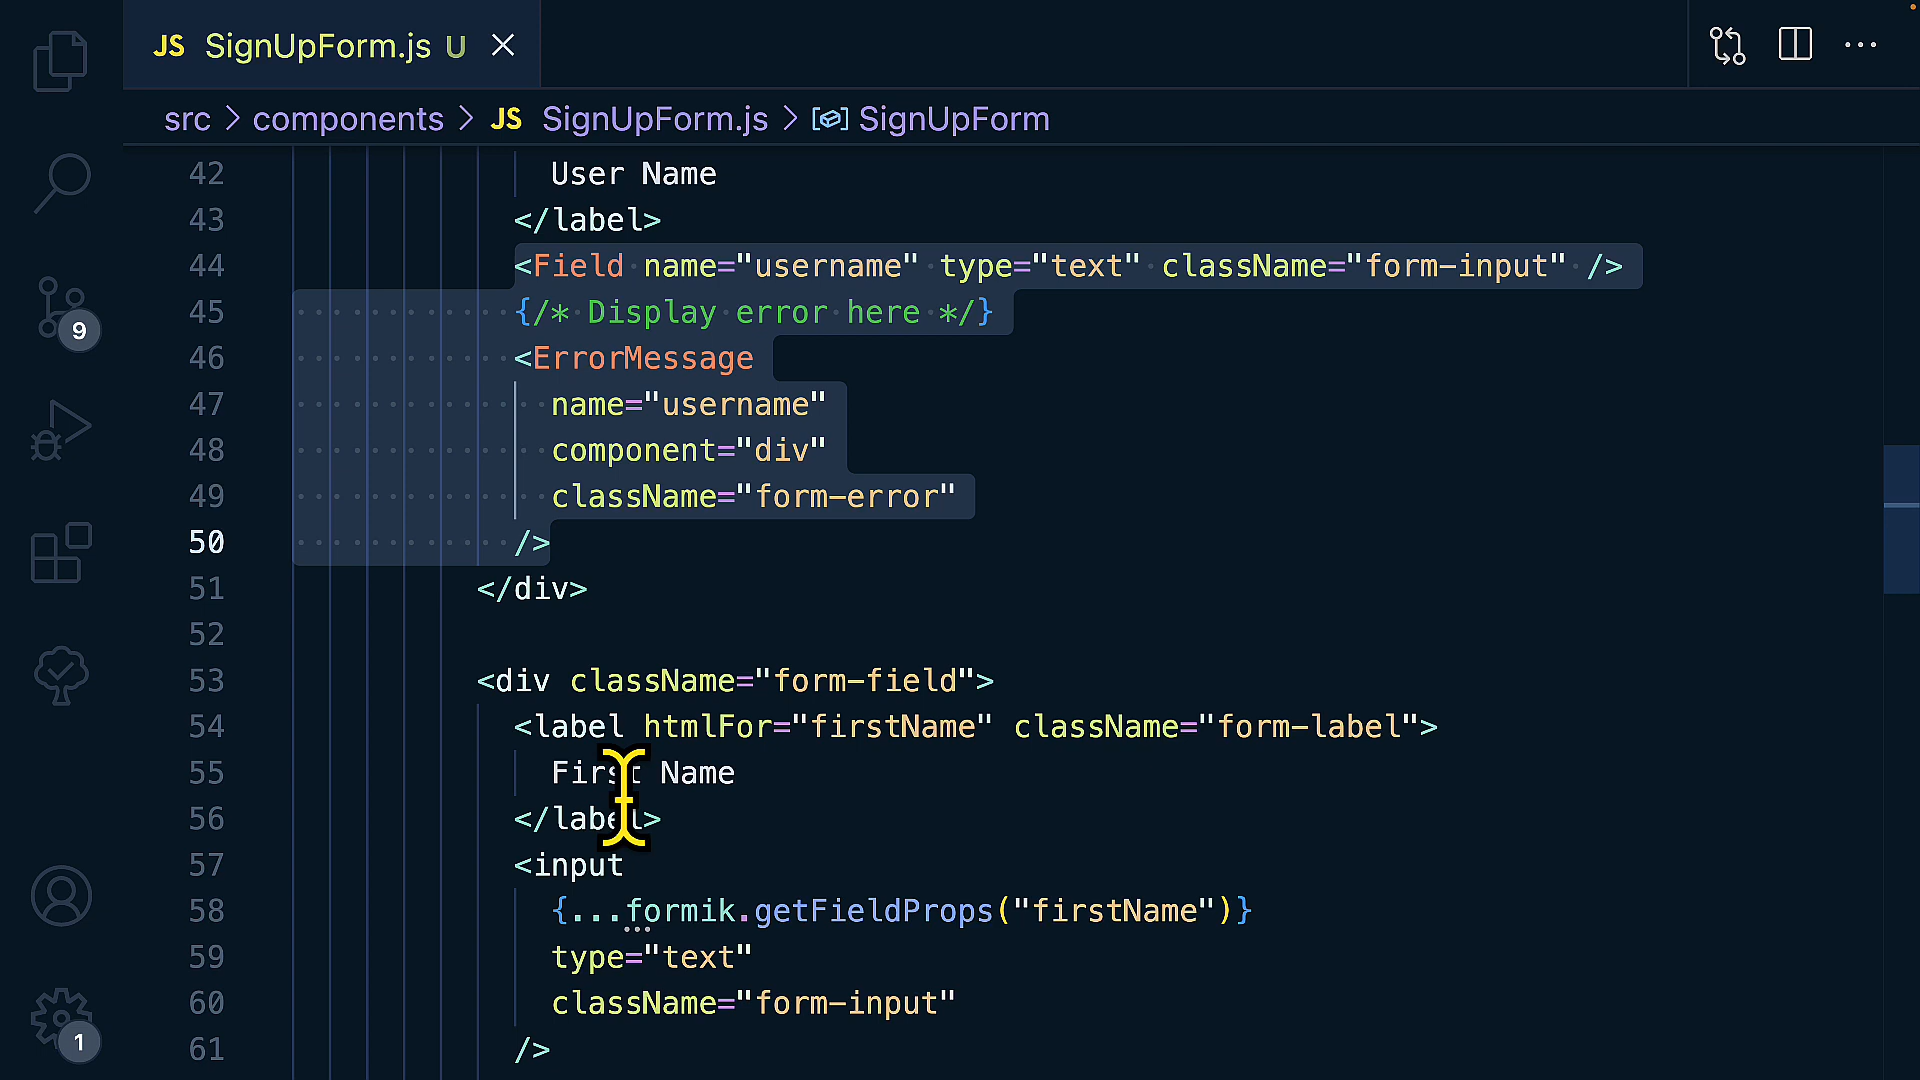 JS SignUpForm.js U
src > components > JS SignUpForm.js > SignUpForm
42 User Name
43 </label>
44 <Field name="username" type="text" className="form-input" />
45 {/* Display error here */}
46 <ErrorMessage
47 name="username"
48 component="div"
49 className="form-error"
50 />
51 </div>
52
53 <div className="form-field">
54 <label htmlFor="firstName" className="form-label">
55 First Name
56 </label>
57 <input
58 {...formik.getFieldProps("firstName")}
59 type="text"
60 className="form-input"
61 />
9
1